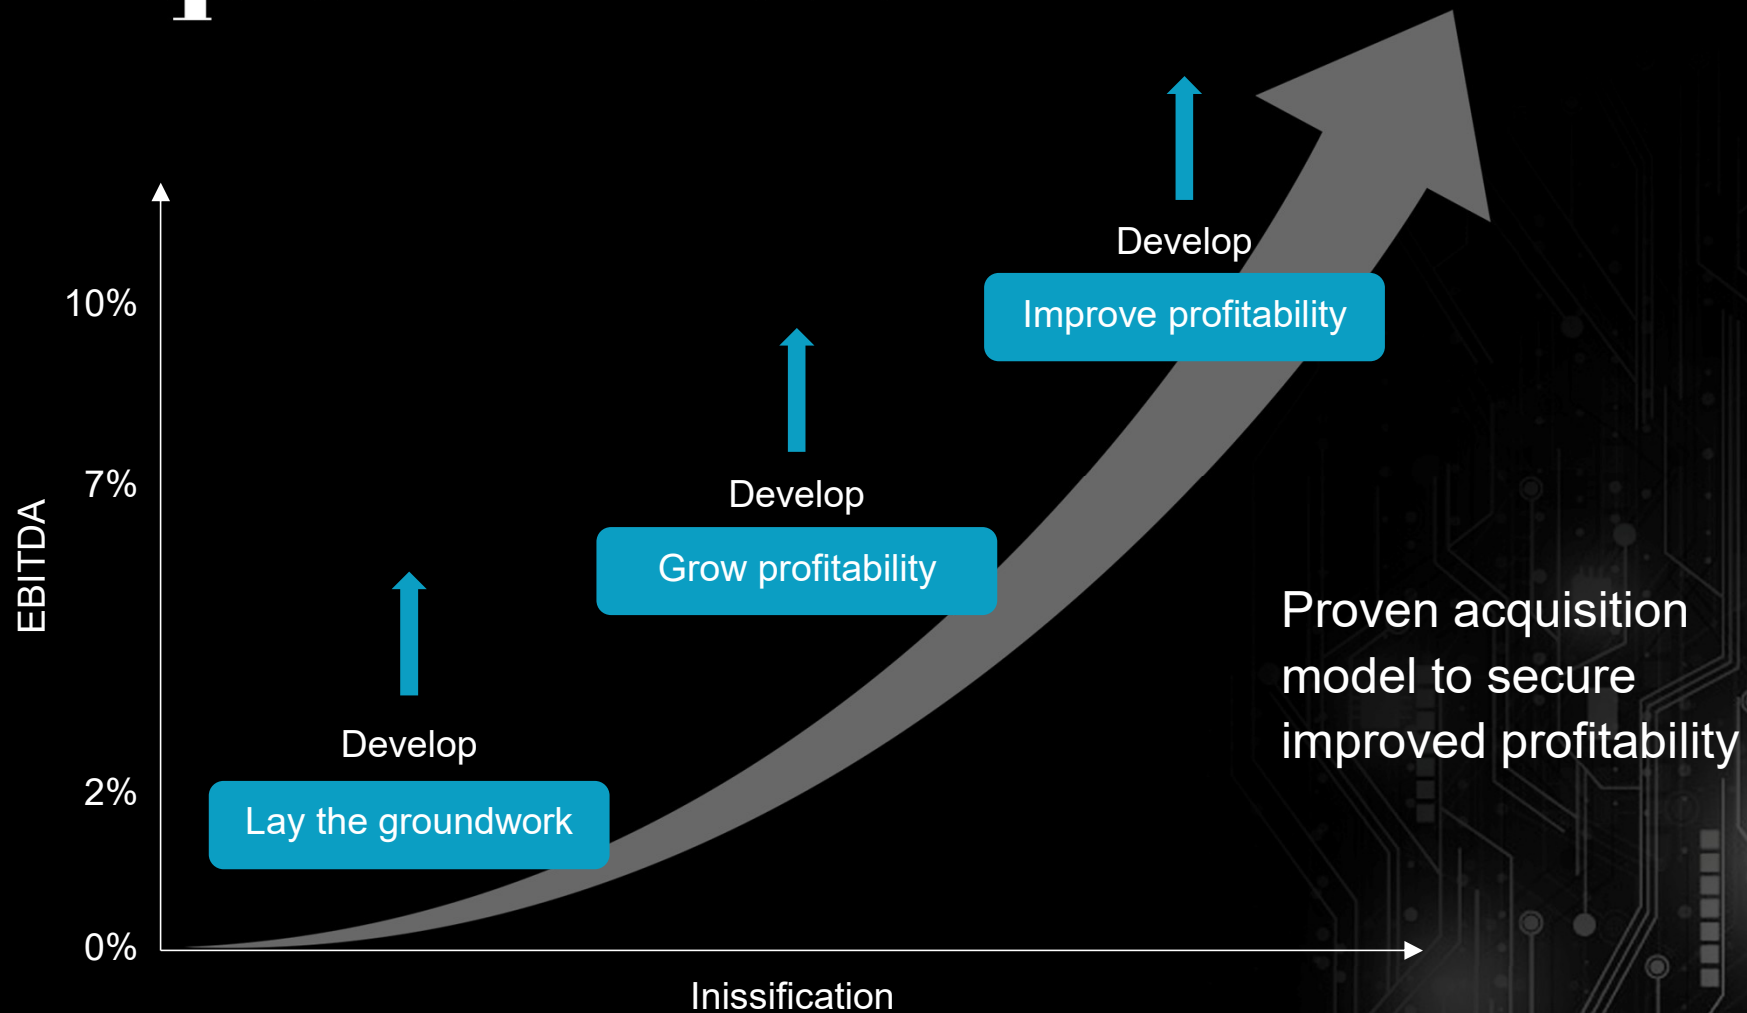 Develop
Improve profitability
10%
Develop
Grow profitability
7%
EBITDA
Proven acquisition
model to secure
improved profitability
Develop
Lay the groundwork
2%
0%
Inissification